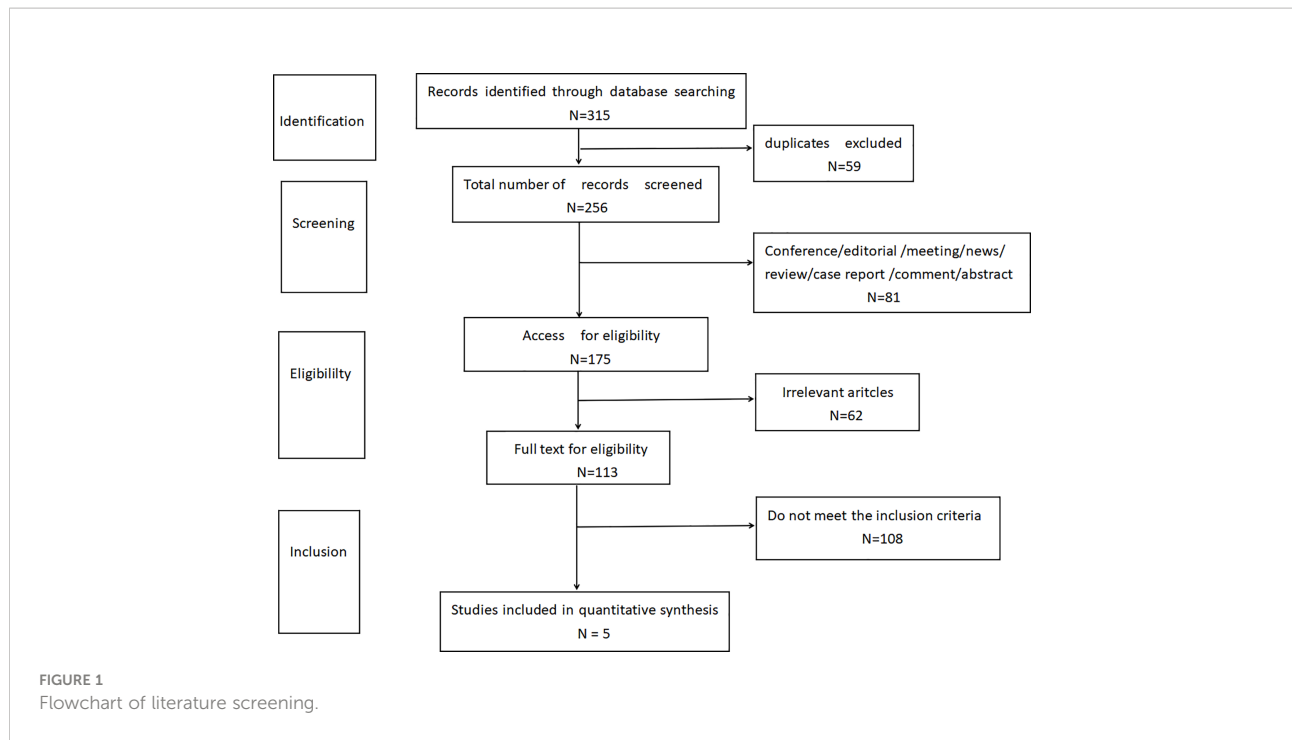 Identification
Records identified through database searching
N=315
duplicates excluded
N=59
Screening
Total number of records screened
N=256
Conference/editorial /meeting/news/
review/case report /comment/abstract
N=81
Eligibililty
Access for eligibility
N=175
Irrelevant aritcles
N=62
Full text for eligibility
N=113
Do not meet the inclusion criteria
N=108
Inclusion
Studies included in quantitative synthesis
N = 5
FIGURE 1
Flowchart of literature screening.